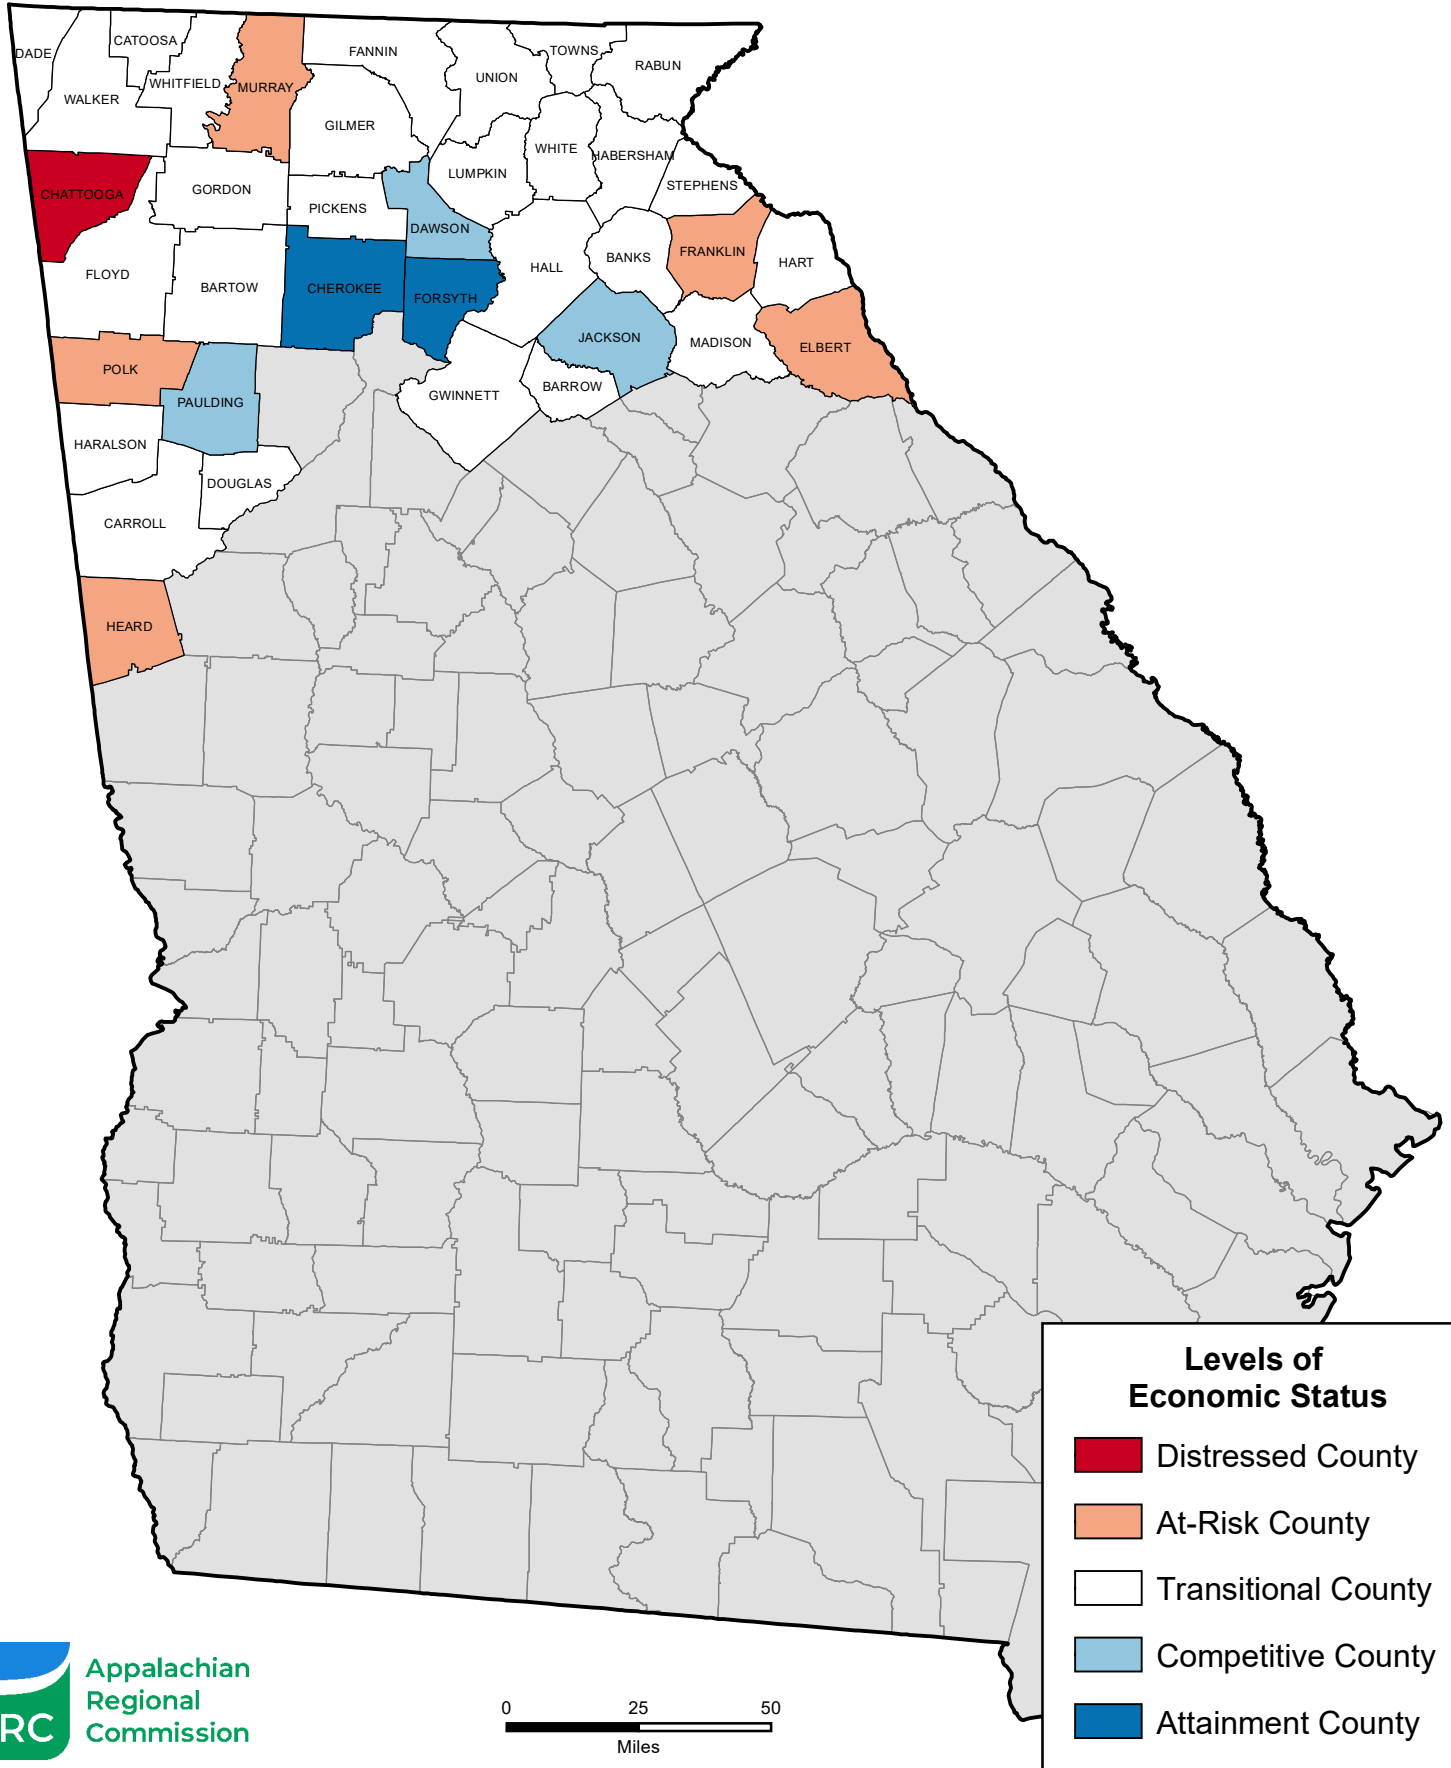 DADE
CATOOSA
WHITFIELD
WALKER
MURRAY
FANNIN
GILMER
UNION
TOWNS
RABUN
WHITE
HABERSHAM
LUMPKIN
STEPHENS
CHATTOOGA
GORDON
PICKENS
DAWSON
FLOYD
BARTOW
CHEROKEE
FORSYTH
HALL
BANKS
FRANKLIN
HART
JACKSON
MADISON
ELBERT
POLK
PAULDING
GWINNETT
BARROW
HARALSON
DOUGLAS
CARROLL
HEARD
Levels of
Economic Status
Distressed County
At-Risk County
Transitional County
Competitive County
Attainment County
RC
Appalachian
Regional
Commission
0 25 50
Miles